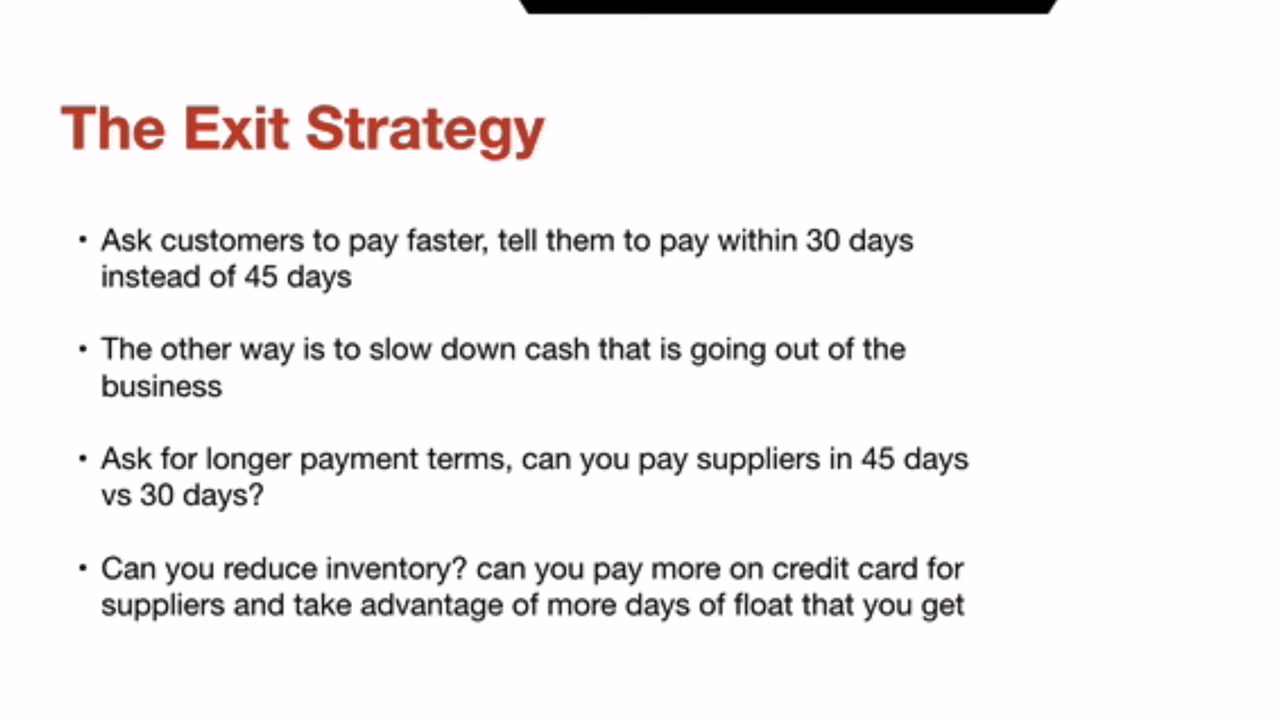 The Exit Strategy
• Ask customers to pay faster, tell them to pay within 30 days
instead of 45 days
• The other way is to slow down cash that is going out of the
business
• Ask for longer payment terms, can you pay suppliers in 45 days
vs 30 days?
• Can you reduce inventory? can you pay more on credit card for
suppliers and take advantage of more days of float that you get